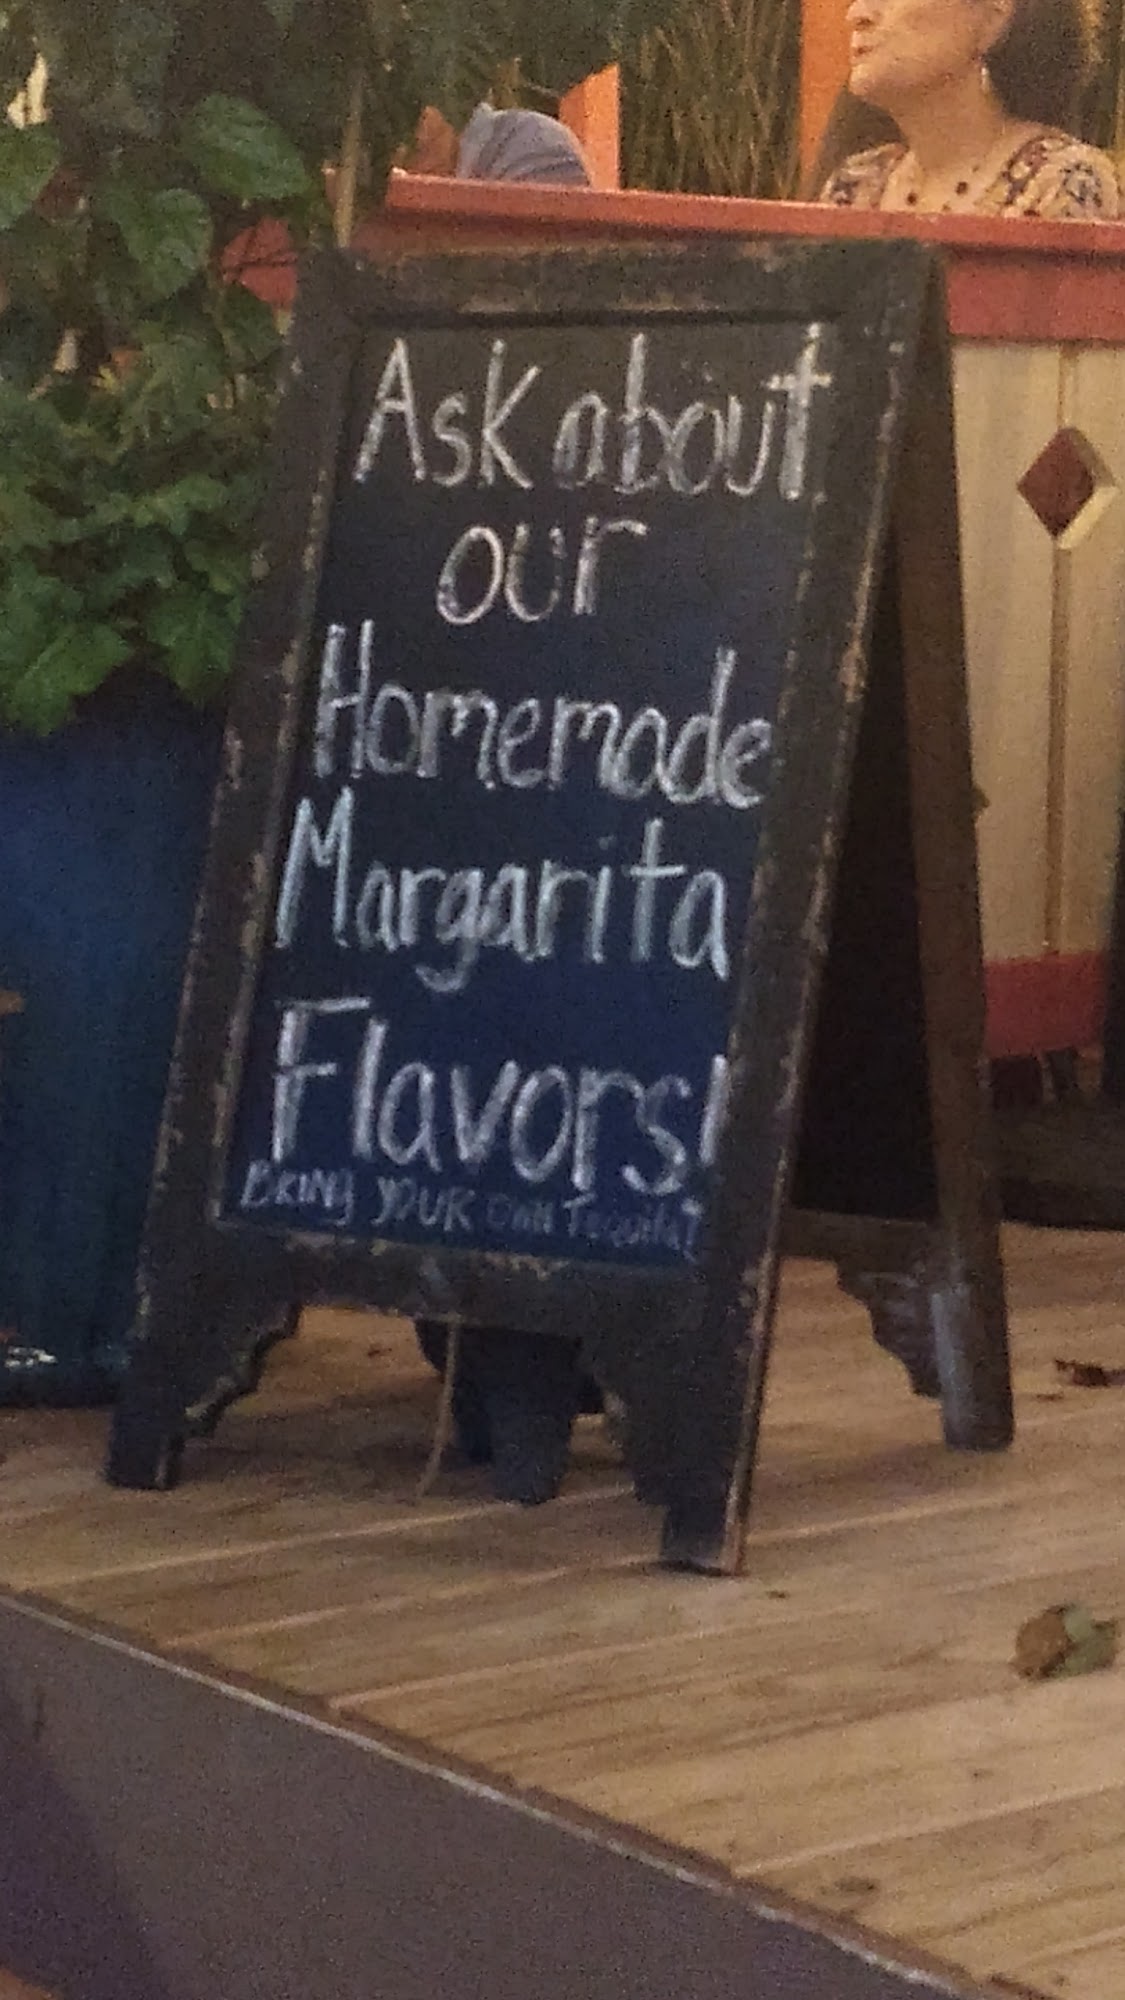 Ask about
our
Homemade
Margarita
Flavors!
BRING YOUR OWN Tequila?